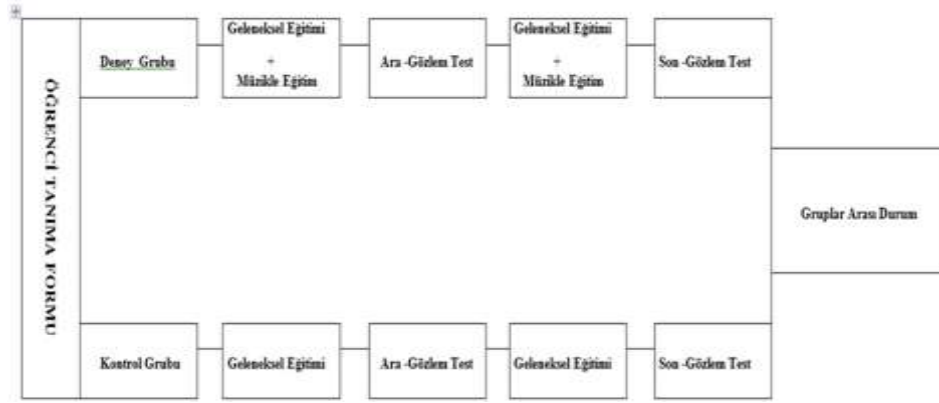 ÖĞRENCİ TANIMA FORMU
Deney Grubu
Geleneksel Eğitimi
+
Müzikle Eğitim
Ara -Gözlem Test
Geleneksel Eğitimi
+
Müzikle Eğitim
Son -Gözlem Test
Gruplar Arası Durum
Kontrol Grubu
Geleneksel Eğitimi
Ara -Gözlem Test
Geleneksel Eğitimi
Son -Gözlem Test